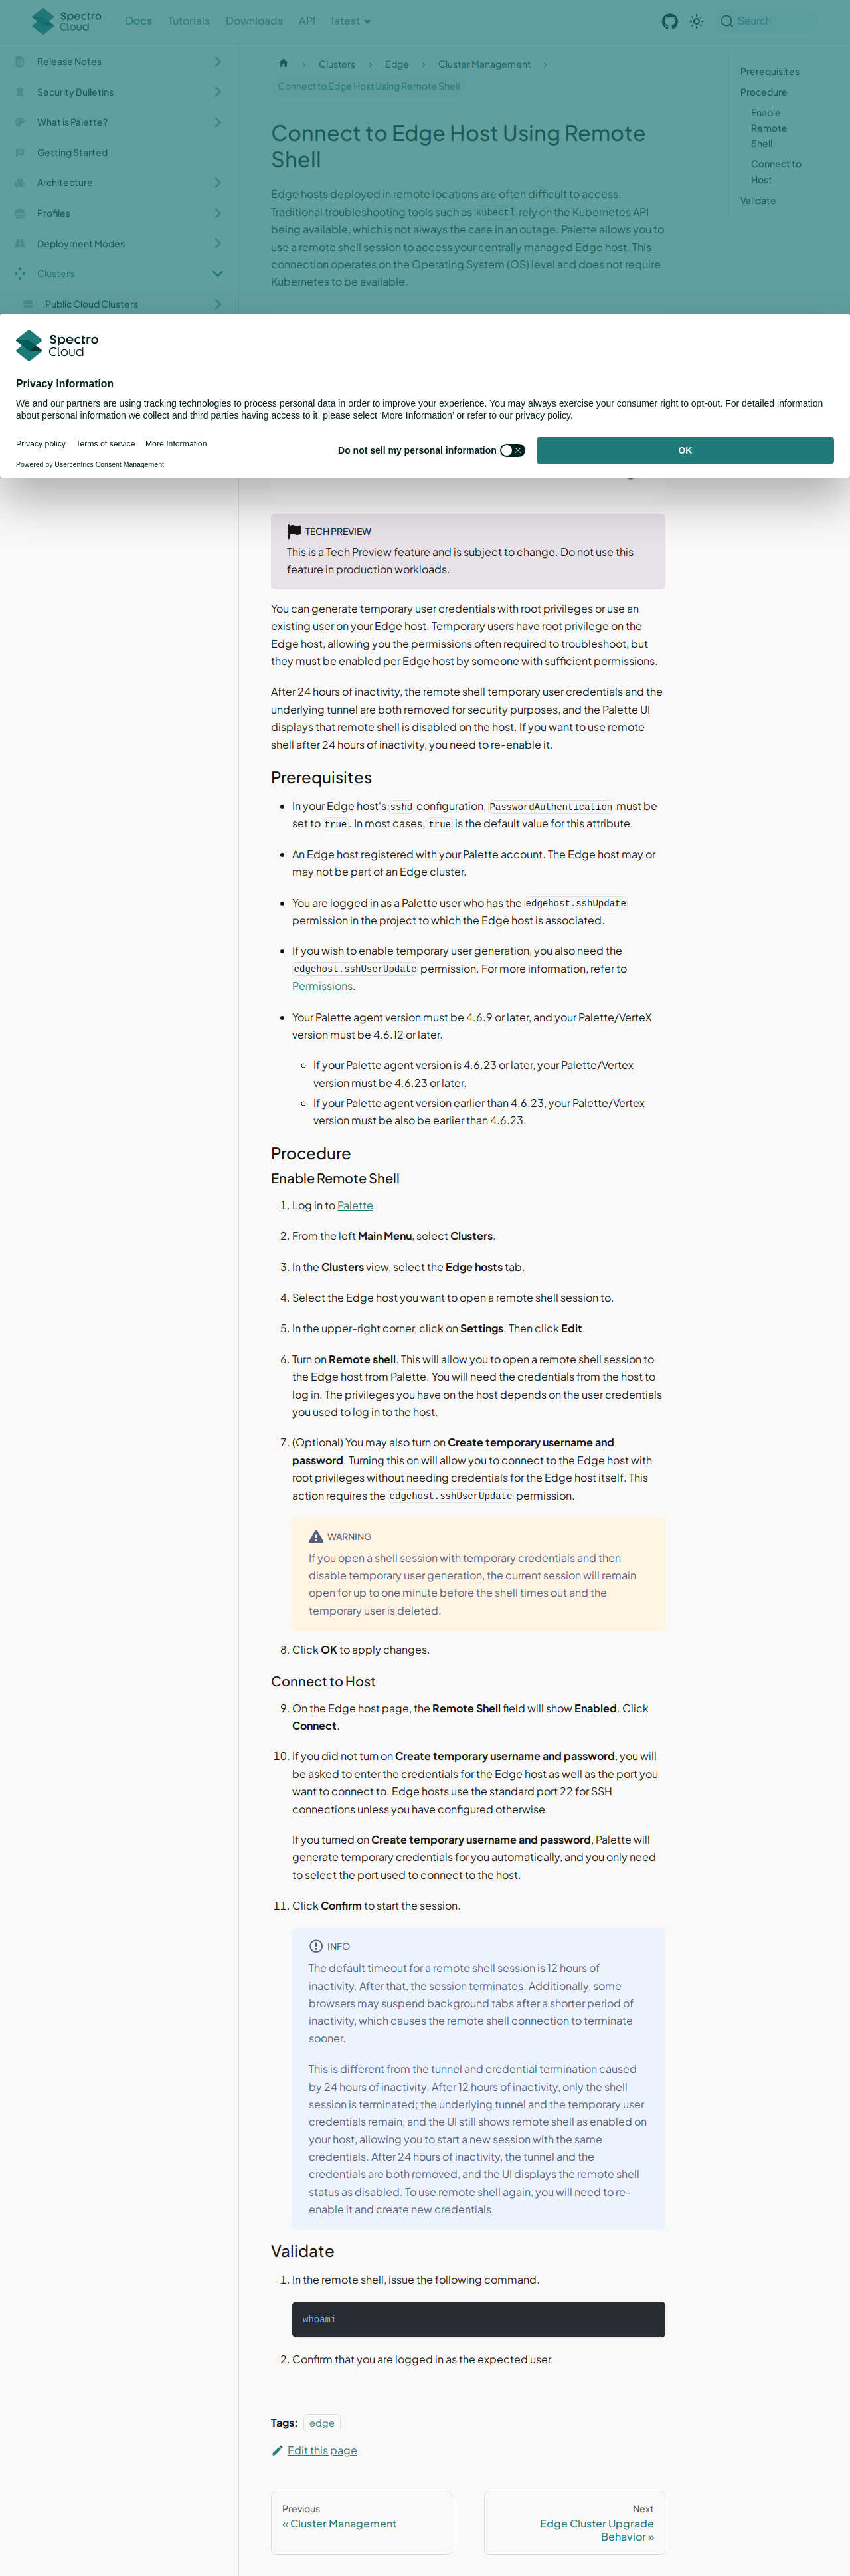 Spectro Cloud
Docs
Tutorials
Downloads
API
latest
Search
Release Notes
Security Bulletins
What is Palette?
Getting Started
Architecture
Profiles
Deployment Modes
Clusters
Public Cloud Clusters
Clusters
Edge
Cluster Management
Connect to Edge Host Using Remote Shell
Connect to Edge Host Using Remote
Shell
Edge hosts deployed in remote locations are often difficult to access.
Traditional troubleshooting tools such as kubectl rely on the Kubernetes API
being available, which is not always the case in an outage. Palette allows you to
use a remote shell session to access your centrally managed Edge host. This
connection operates on the Operating System (OS) level and does not require
Kubernetes to be available.
Prerequisites
Procedure
Enable
Remote
Shell
Connect to
Host
Validate
Spectro
Cloud
Privacy Information
We and our partners are using tracking technologies to process personal data in order to improve your experience. You may always exercise your consumer right to opt-out. For detailed information
about personal information we collect and third parties having access to it, please select ‘More Information’ or refer to our privacy policy.
Privacy policy
Terms of service
More Information
Powered by Usercentrics Consent Management
Do not sell my personal information
OK
TECH PREVIEW
This is a Tech Preview feature and is subject to change. Do not use this
feature in production workloads.
You can generate temporary user credentials with root privileges or use an
existing user on your Edge host. Temporary users have root privilege on the
Edge host, allowing you the permissions often required to troubleshoot, but
they must be enabled per Edge host by someone with sufficient permissions.
After 24 hours of inactivity, the remote shell temporary user credentials and the
underlying tunnel are both removed for security purposes, and the Palette UI
displays that remote shell is disabled on the host. If you want to use remote
shell after 24 hours of inactivity, you need to re-enable it.
Prerequisites
In your Edge host's sshd configuration, PasswordAuthentication must be
set to true. In most cases, true is the default value for this attribute.
An Edge host registered with your Palette account. The Edge host may or
may not be part of an Edge cluster.
You are logged in as a Palette user who has the edgehost.sshUpdate
permission in the project to which the Edge host is associated.
If you wish to enable temporary user generation, you also need the
edgehost.sshUserUpdate permission. For more information, refer to
Permissions.
Your Palette agent version must be 4.6.9 or later, and your Palette/VerteX
version must be 4.6.12 or later.
If your Palette agent version is 4.6.23 or later, your Palette/Vertex
version must be 4.6.23 or later.
If your Palette agent version earlier than 4.6.23, your Palette/Vertex
version must be also be earlier than 4.6.23.
Procedure
Enable Remote Shell
1. Log in to Palette.
2. From the left Main Menu, select Clusters.
3. In the Clusters view, select the Edge hosts tab.
4. Select the Edge host you want to open a remote shell session to.
5. In the upper-right corner, click on Settings. Then click Edit.
6. Turn on Remote shell. This will allow you to open a remote shell session to
the Edge host from Palette. You will need the credentials from the host to
log in. The privileges you have on the host depends on the user credentials
you used to log in to the host.
7. (Optional) You may also turn on Create temporary username and
password. Turning this on will allow you to connect to the Edge host with
root privileges without needing credentials for the Edge host itself. This
action requires the edgehost.sshUserUpdate permission.
WARNING
If you open a shell session with temporary credentials and then
disable temporary user generation, the current session will remain
open for up to one minute before the shell times out and the
temporary user is deleted.
8. Click OK to apply changes.
Connect to Host
9. On the Edge host page, the Remote Shell field will show Enabled. Click
Connect.
10. If you did not turn on Create temporary username and password, you will
be asked to enter the credentials for the Edge host as well as the port you
want to connect to. Edge hosts use the standard port 22 for SSH
connections unless you have configured otherwise.
If you turned on Create temporary username and password, Palette will
generate temporary credentials for you automatically, and you only need
to select the port used to connect to the host.
11. Click Confirm to start the session.
INFO
The default timeout for a remote shell session is 12 hours of
inactivity. After that, the session terminates. Additionally, some
browsers may suspend background tabs after a shorter period of
inactivity, which causes the remote shell connection to terminate
sooner.
This is different from the tunnel and credential termination caused
by 24 hours of inactivity. After 12 hours of inactivity, only the shell
session is terminated; the underlying tunnel and the temporary user
credentials remain, and the UI still shows remote shell as enabled on
your host, allowing you to start a new session with the same
credentials. After 24 hours of inactivity, the tunnel and the
credentials are both removed, and the UI displays the remote shell
status as disabled. To use remote shell again, you will need to re-
enable it and create new credentials.
Validate
1. In the remote shell, issue the following command.
whoami
2. Confirm that you are logged in as the expected user.
Tags: edge
Edit this page
Previous
« Cluster Management
Next
Edge Cluster Upgrade
Behavior »